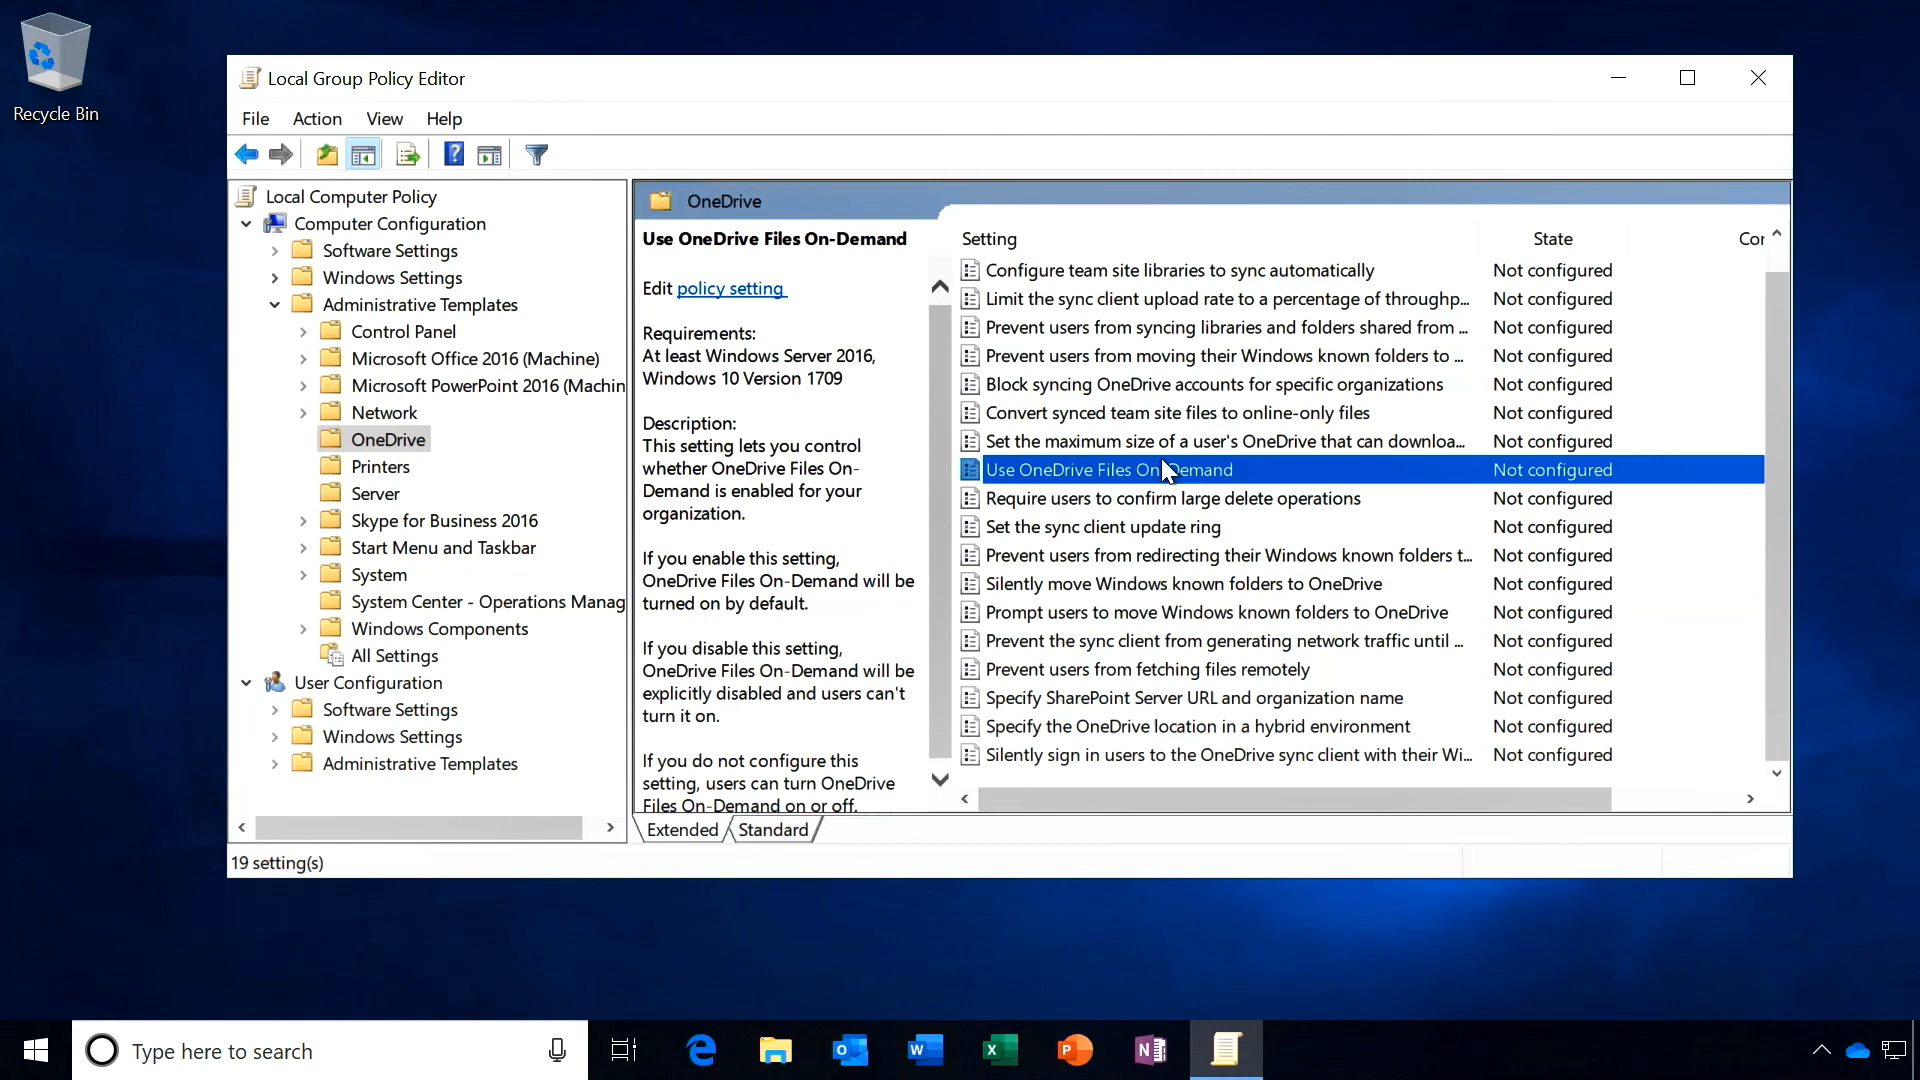 Recycle Bin
Local Group Policy Editor
File Action View Help
Local Computer Policy
Computer Configuration
Software Settings
Windows Settings
Administrative Templates
Control Panel
Microsoft Office 2016 (Machine)
Microsoft PowerPoint 2016 (Machin
Network
OneDrive
Printers
Server
Skype for Business 2016
Start Menu and Taskbar
System
System Center - Operations Manag
Windows Components
All Settings
User Configuration
Software Settings
Windows Settings
Administrative Templates
OneDrive
Use OneDrive Files On-Demand
Edit policy setting
Requirements:
At least Windows Server 2016,
Windows 10 Version 1709
Description:
This setting lets you control
whether OneDrive Files On-
Demand is enabled for your
organization.
If you enable this setting,
OneDrive Files On-Demand will be
turned on by default.
If you disable this setting,
OneDrive Files On-Demand will be
explicitly disabled and users can't
turn it on.
If you do not configure this
setting, users can turn OneDrive
Files On-Demand on or off.
Setting State Cor
Configure team site libraries to sync automatically Not configured
Limit the sync client upload rate to a percentage of throughp... Not configured
Prevent users from syncing libraries and folders shared from ... Not configured
Prevent users from moving their Windows known folders to ... Not configured
Block syncing OneDrive accounts for specific organizations Not configured
Convert synced team site files to online-only files Not configured
Set the maximum size of a user's OneDrive that can downloa... Not configured
Use OneDrive Files On-Demand Not configured
Require users to confirm large delete operations Not configured
Set the sync client update ring Not configured
Prevent users from redirecting their Windows known folders t... Not configured
Silently move Windows known folders to OneDrive Not configured
Prompt users to move Windows known folders to OneDrive Not configured
Prevent the sync client from generating network traffic until ... Not configured
Prevent users from fetching files remotely Not configured
Specify SharePoint Server URL and organization name Not configured
Specify the OneDrive location in a hybrid environment Not configured
Silently sign in users to the OneDrive sync client with their Wi... Not configured
Extended Standard
19 setting(s)
Type here to search